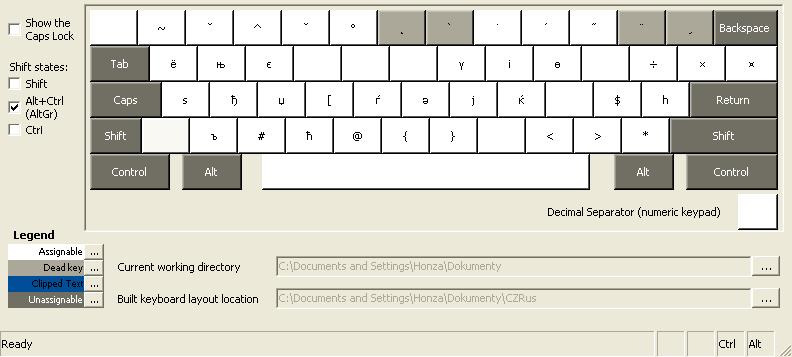 Show the
Caps Lock
Shift states:
Shift
Alt+Ctrl
(AltGr)
Ctrl
~ ˇ ^ ˘ ° ˛ ` ˙ ´ ˝ ¨ ¸ Backspace
Tab ё њ є γ і ө ÷ × ¤
Caps ѕ ђ џ [ ѓ ә ј ќ $ һ Return
Shift ъ # ћ @ { } < > * Shift
Control Alt Alt Control
Decimal Separator (numeric keypad)
Legend
Assignable ...
Dead key ...
Clipped Text ...
Unassignable ...
Current working directory C:\Documents and Settings\Honza\Dokumenty ...
Built keyboard layout location C:\Documents and Settings\Honza\Dokumenty\CZRus ...
Ready Ctrl Alt